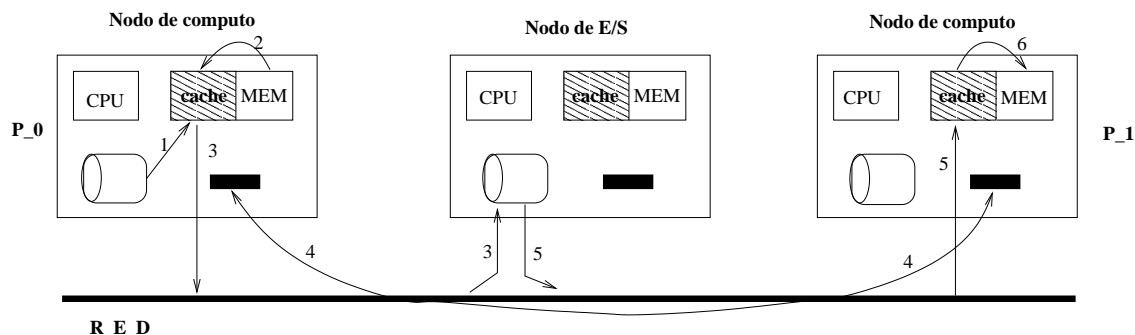 Nodo de computo
Nodo de E/S
Nodo de computo
2
6
CPU
cache
MEM
CPU
cache
MEM
CPU
cache
MEM
P_0
P_1
1
3
5
4
3
5
4
R E D